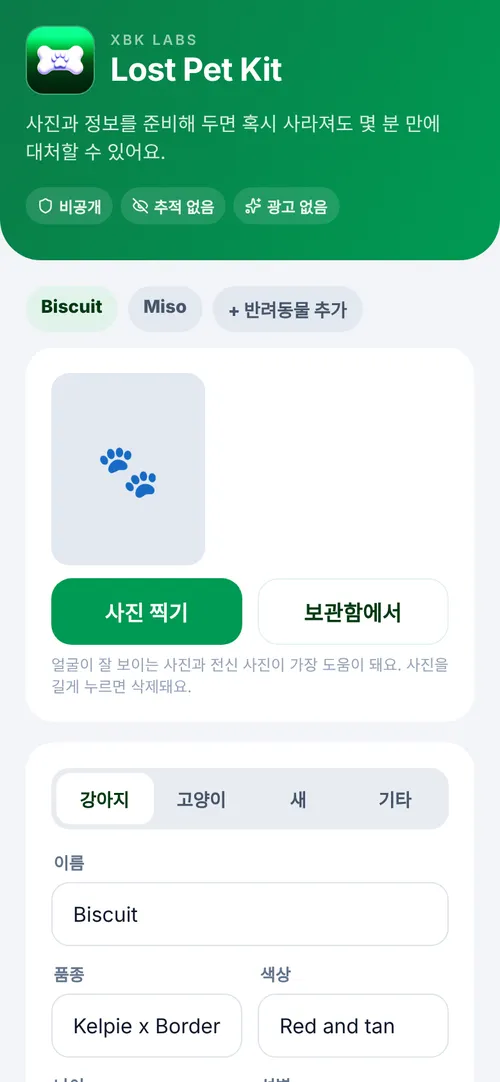 XBK LABS
Lost Pet Kit
사진과 정보를 준비해 두면 혹시 사라져도 몇 분 만에
대처할 수 있어요.
비공개
추적 없음
광고 없음
Biscuit
Miso
+ 반려동물 추가
사진 찍기
보관함에서
얼굴이 잘 보이는 사진과 전신 사진이 가장 도움이 돼요. 사진을
길게 누르면 삭제돼요.
강아지
고양이
새
기타
이름
Biscuit
품종
색상
Kelpie x Border
Red and tan